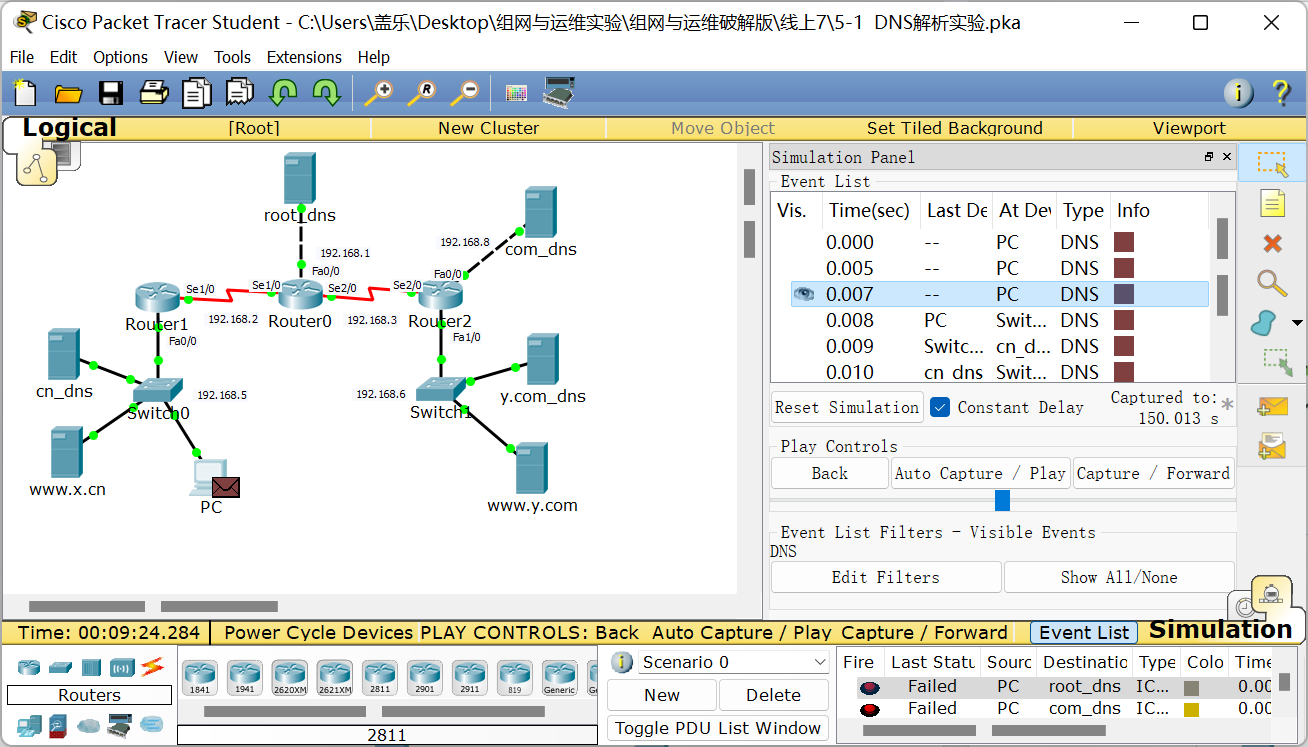 Cisco Packet Tracer Student - C:\Users\盖乐\Desktop\组网与运维实验\组网与运维破解版\线上7\5-1 DNS解析实验.pka
File Edit Options View Tools Extensions Help
Logical [Root] New Cluster Move Object Set Tiled Background Viewport
root_dns
192.168.1
Fa0/0
192.168.8
com_dns
Fa0/0
Se1/0 Se1/0 Se2/0 Se2/0
Router1 192.168.2 Router0 192.168.3 Router2
Fa0/0 Fa1/0
cn_dns
Switch0 192.168.5
192.168.6 Switch1
y.com_dns
www.x.cn
PC
www.y.com
Simulation Panel
Event List
Vis. Time(sec) Last De At Dev Type Info
0.000 -- PC DNS
0.005 -- PC DNS
0.007 -- PC DNS
0.008 PC Swit... DNS
0.009 Switc... cn_d... DNS
0.010 cn_dns Swit... DNS
Reset Simulation Constant Delay Captured to: *
150.013 s
Play Controls
Back Auto Capture / Play Capture / Forward
Event List Filters - Visible Events
DNS
Edit Filters Show All/None
Time: 00:09:24.284 Power Cycle Devices PLAY CONTROLS: Back Auto Capture / Play Capture / Forward Event List Simulation
Routers
1841 1941 2620XM 2621XM 2811 2901 2911 819 Generic Ge
2811
Scenario 0
New Delete
Toggle PDU List Window
Fire Last Statu Sourc Destinatio Type Colo Time
Failed PC root_dns IC... 0.00
Failed PC com_dns IC... 0.00